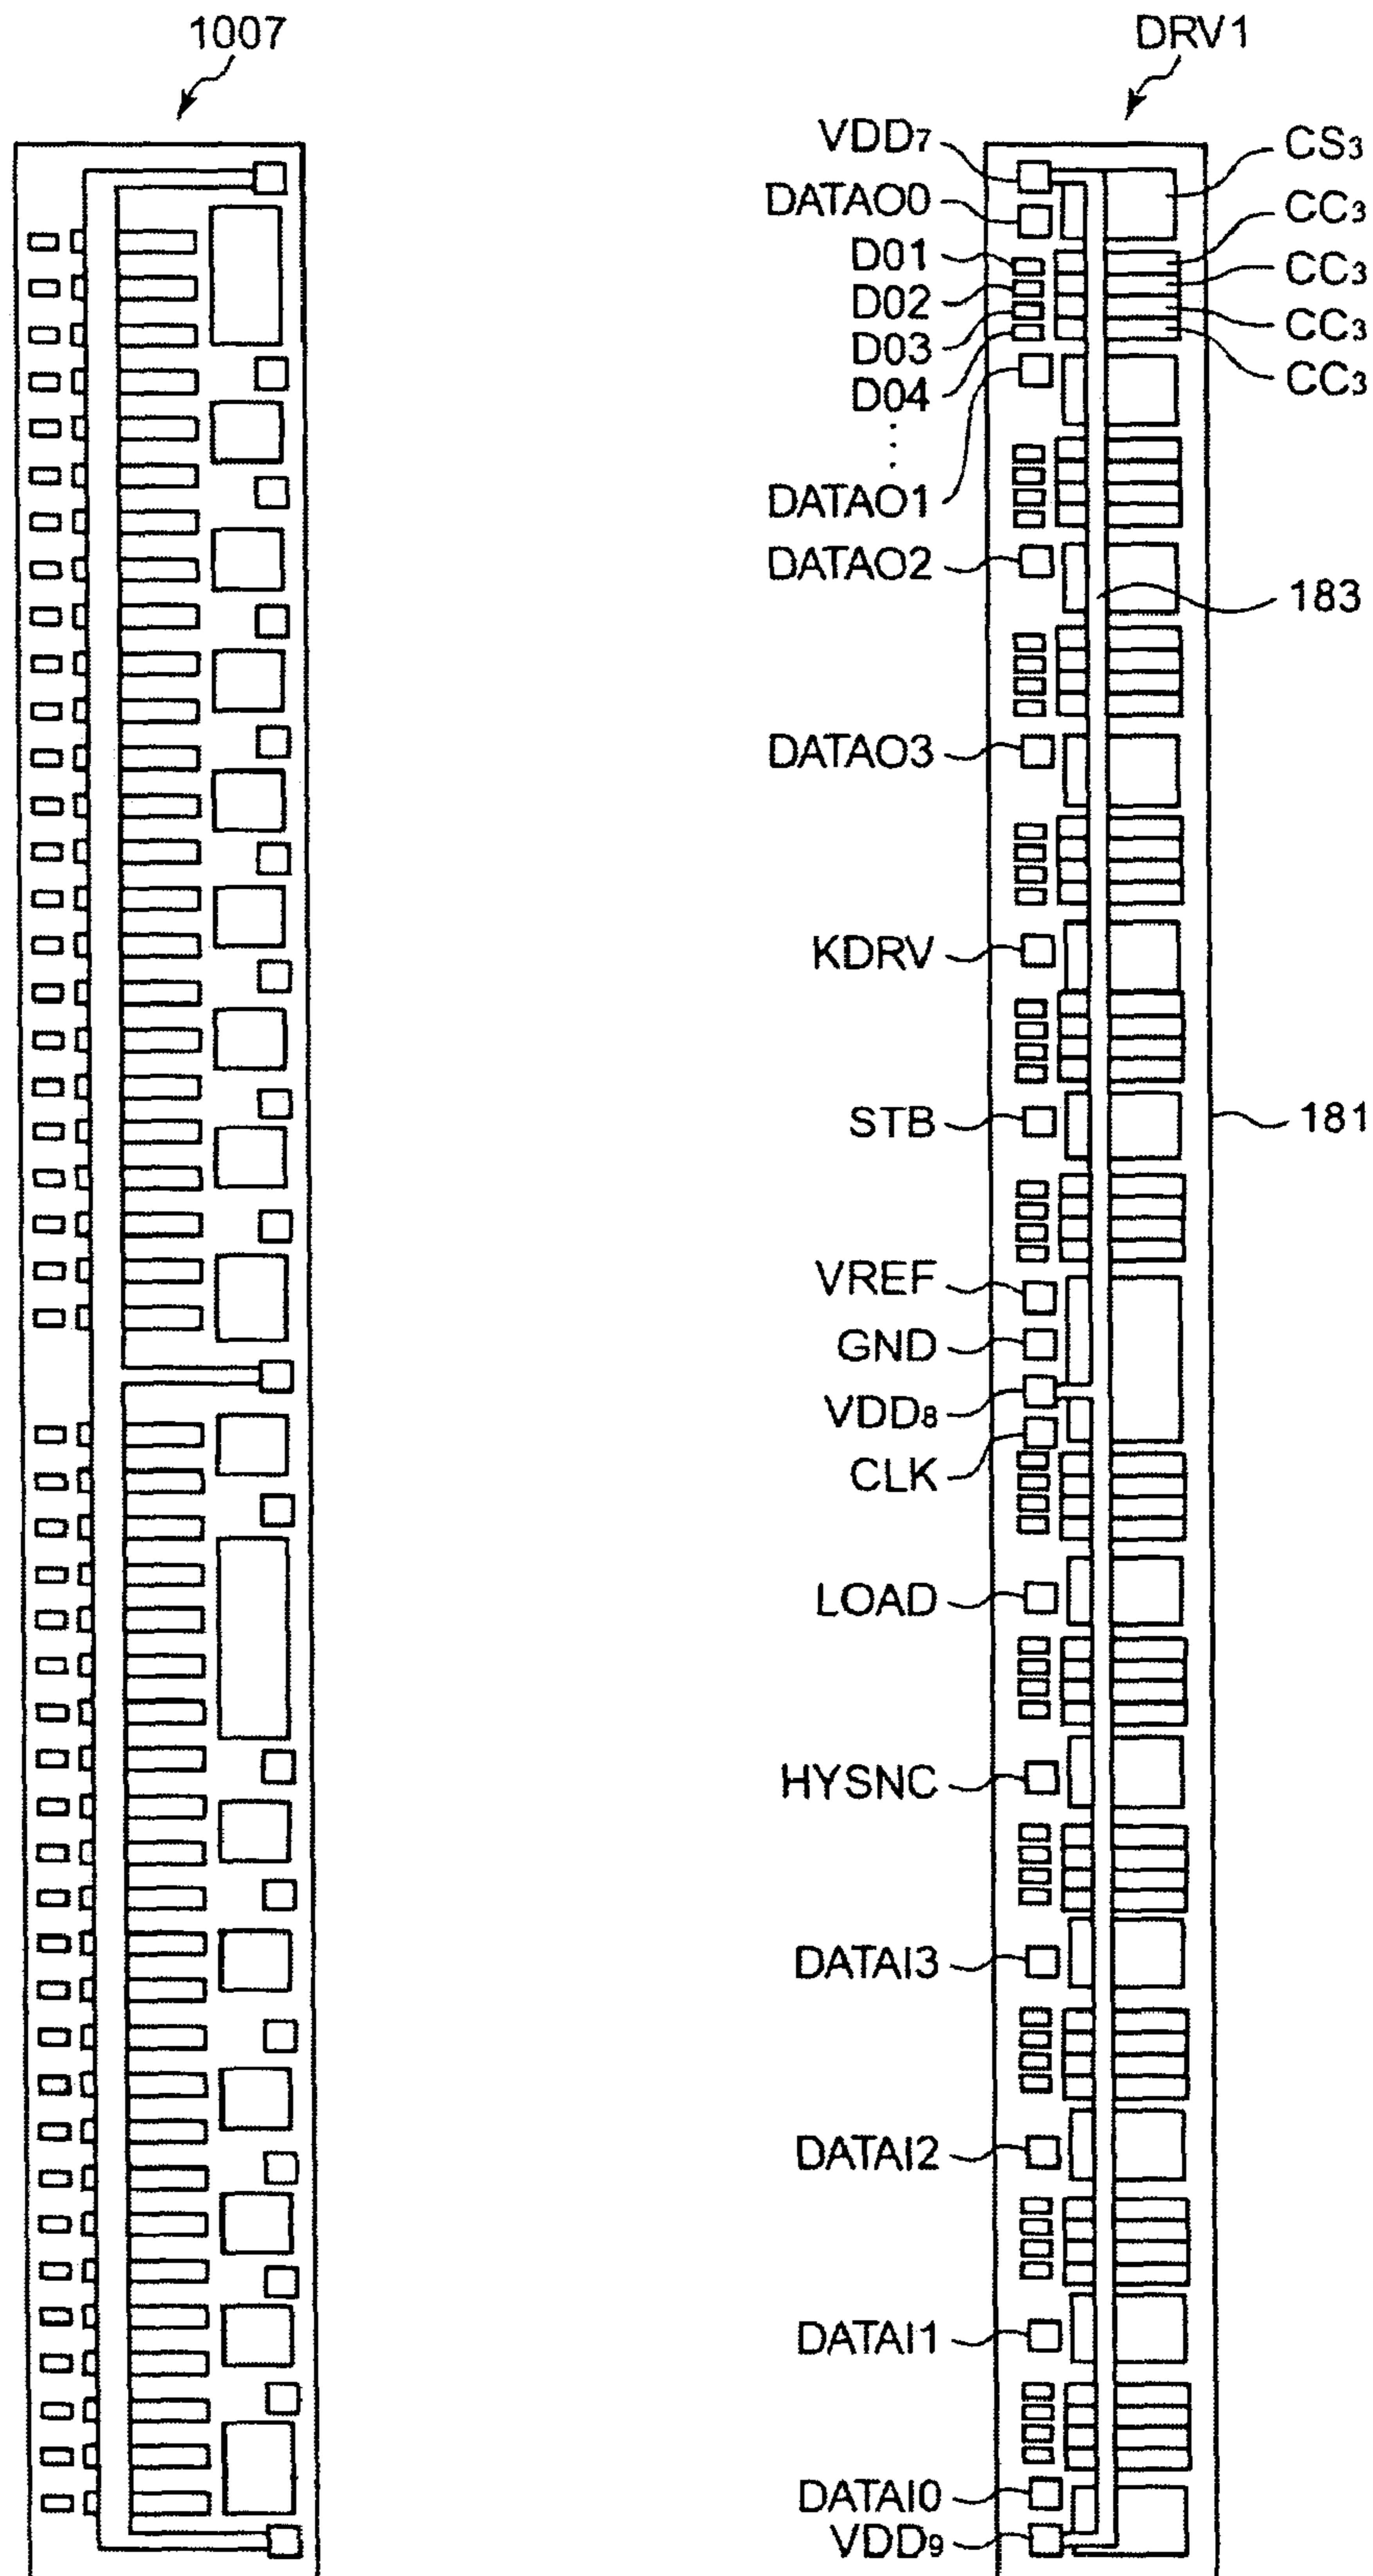 1007
DRV1
VDD7
CS3
DATAO0
CC3
D01
CC3
D02
CC3
D03
CC3
D04
DATAO1
DATAO2
183
DATAO3
KDRV
STB
181
VREF
GND
VDD8
CLK
LOAD
HYSNC
DATAI3
DATAI2
DATAI1
DATAI0
VDD9